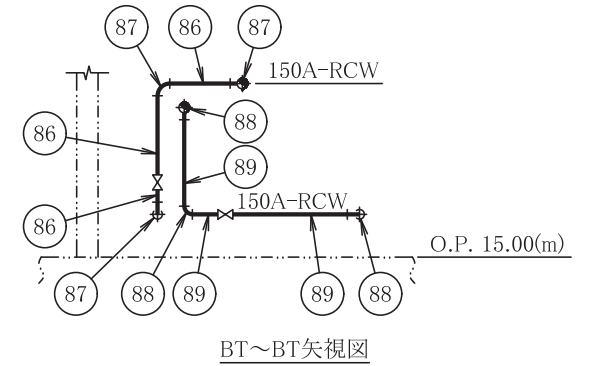 87 86 87
150A-RCW
88
86
89
150A-RCW
86
O.P. 15.00(m)
87 88 89 89 88
BT～BT矢視図